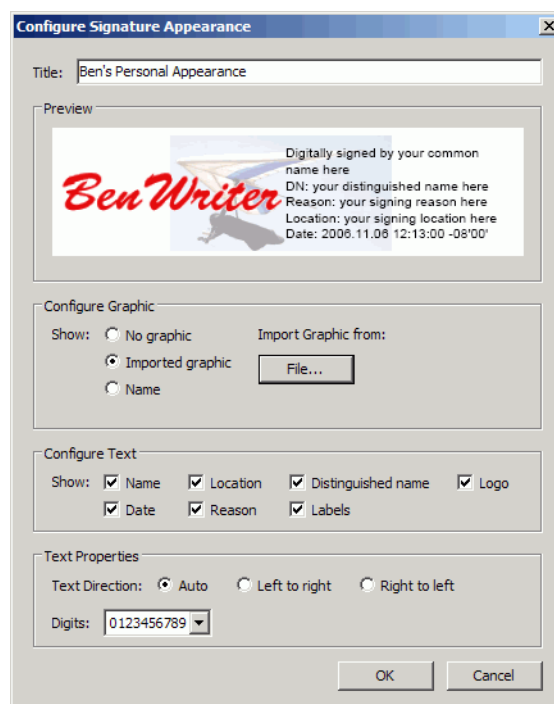 Configure Signature Appearance
Title: Ben's Personal Appearance
Preview
BenWriter
Digitally signed by your common
name here
DN: your distinguished name here
Reason: your signing reason here
Location: your signing location here
Date: 2006.11.06 12:13:00 -08'00'
Configure Graphic
Show: No graphic Import Graphic from:
Imported graphic File...
Name
Configure Text
Show: Name Location Distinguished name Logo
Date Reason Labels
Text Properties
Text Direction: Auto Left to right Right to left
Digits: 0123456789
OK Cancel